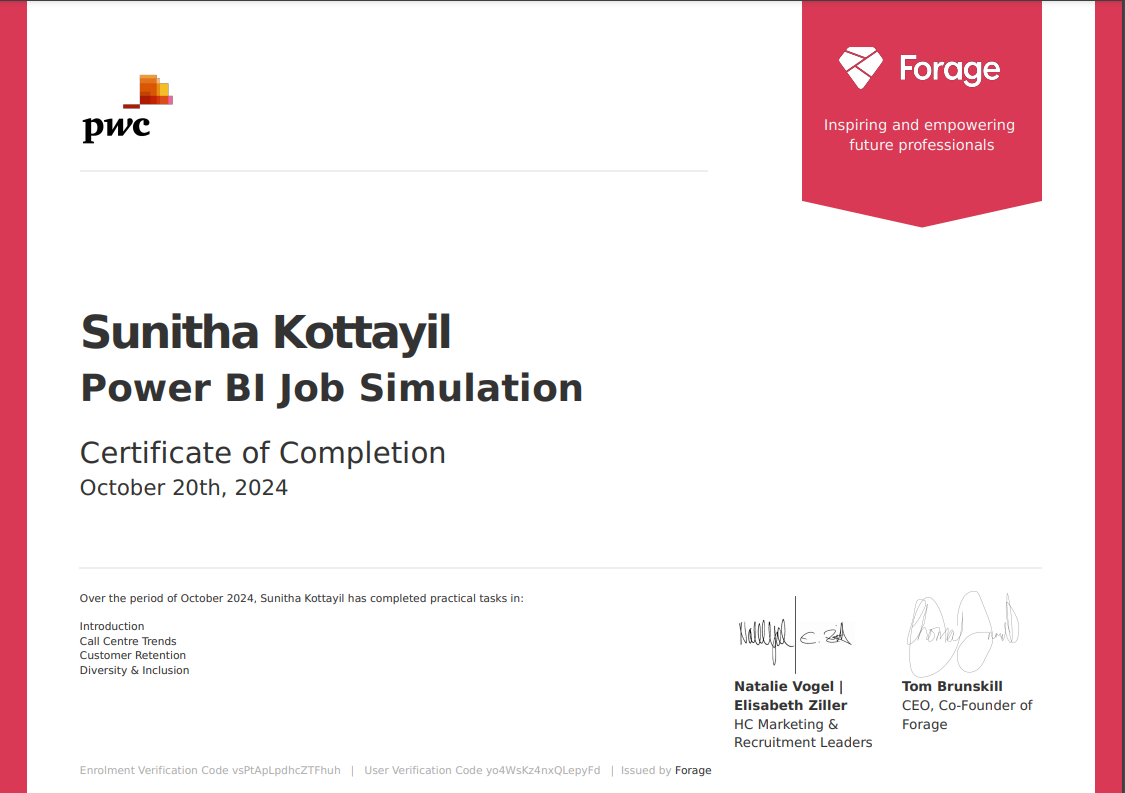 pwc
Forage
Inspiring and empowering
future professionals
Sunitha Kottayil
Power BI Job Simulation
Certificate of Completion
October 20th, 2024
Over the period of October 2024, Sunitha Kottayil has completed practical tasks in:
Introduction
Call Centre Trends
Customer Retention
Diversity & Inclusion
Natalie Vogel |
Elisabeth Ziller
HC Marketing &
Recruitment Leaders
Tom Brunskill
CEO, Co-Founder of
Forage
Enrolment Verification Code vsPtApLpdhcZTFhuh | User Verification Code yo4WsKz4nxQLepyFd | Issued by Forage